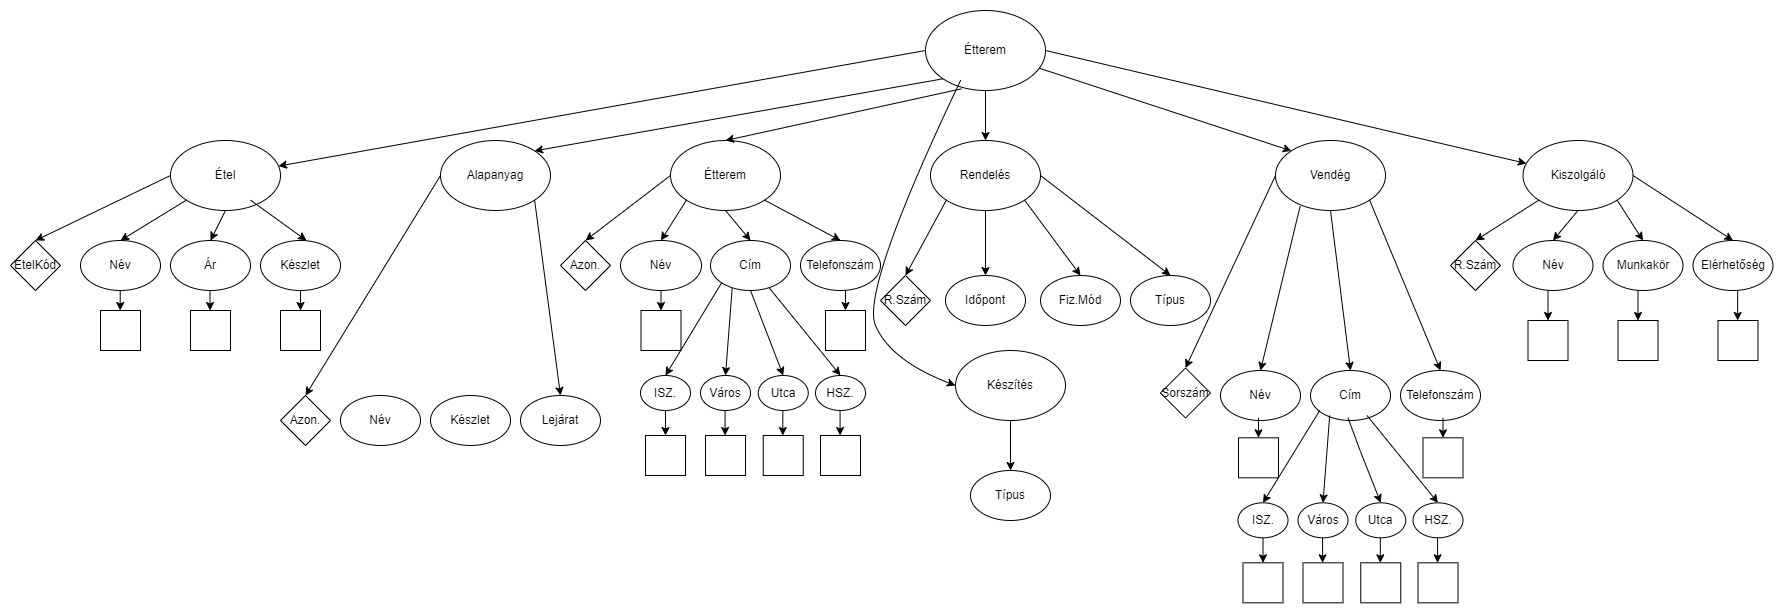 Étterem
Étel
Alapanyag
Étterem
Rendelés
Vendég
Kiszolgáló
EtelKód
Név
Ár
Készlet
Azon.
Név
Cím
Telefonszám
R.Szám
Időpont
Fiz.Mód
Típus
R.Szám
Név
Munkakör
Elérhetőség
Azon.
Név
Készlet
Lejárat
ISZ.
Város
Utca
HSZ.
Készítés
Típus
Sorszám
Név
Cím
Telefonszám
ISZ.
Város
Utca
HSZ.